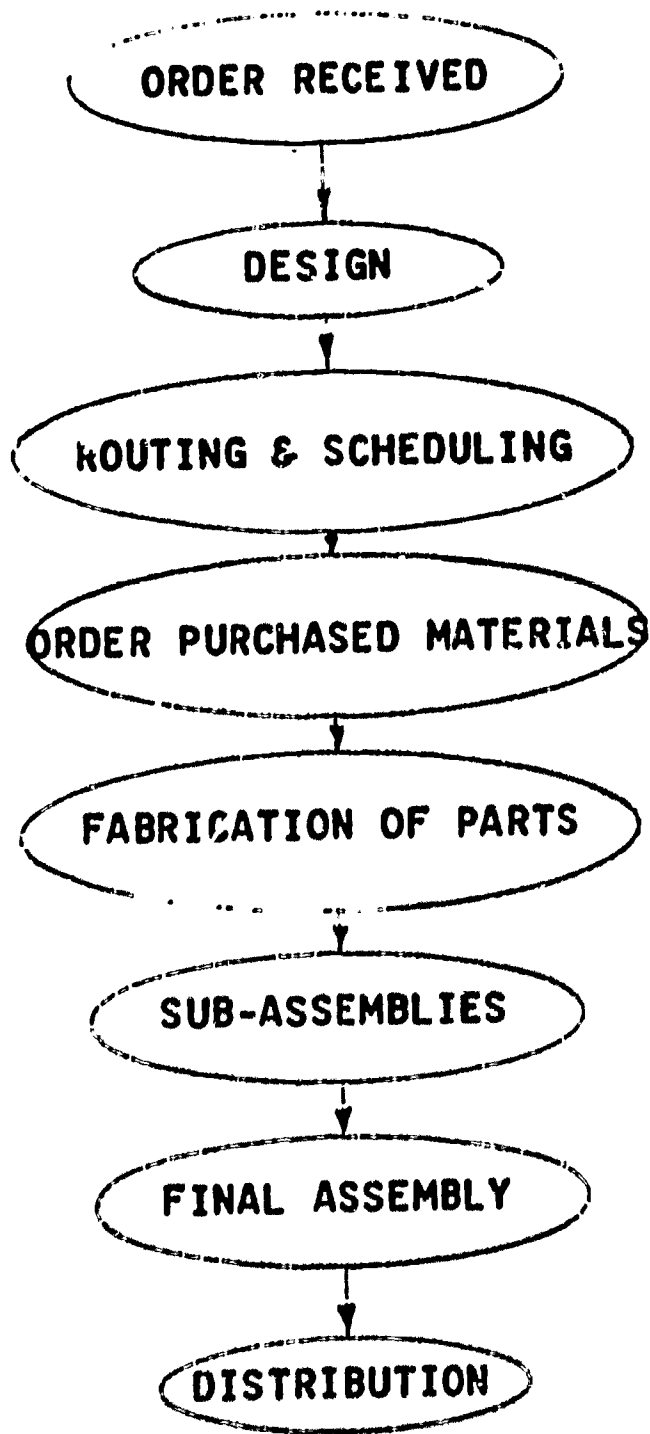 ORDER RECEIVED
DESIGN
ROUTING & SCHEDULING
ORDER PURCHASED MATERIALS
FABRICATION OF PARTS
SUB-ASSEMBLIES
FINAL ASSEMBLY
DISTRIBUTION